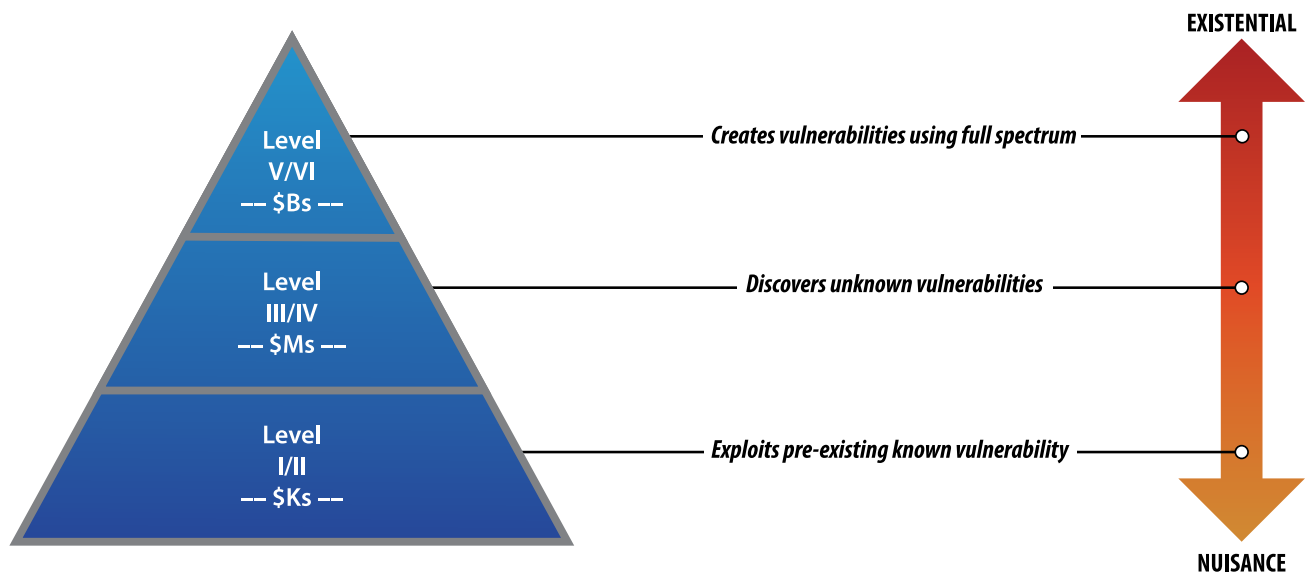 EXISTENTIAL
Level
V/VI
–– $Bs ––
Creates vulnerabilities using full spectrum
Level
III/IV
–– $Ms ––
Discovers unknown vulnerabilities
Level
I/II
–– $Ks ––
Exploits pre-existing known vulnerability
NUISANCE